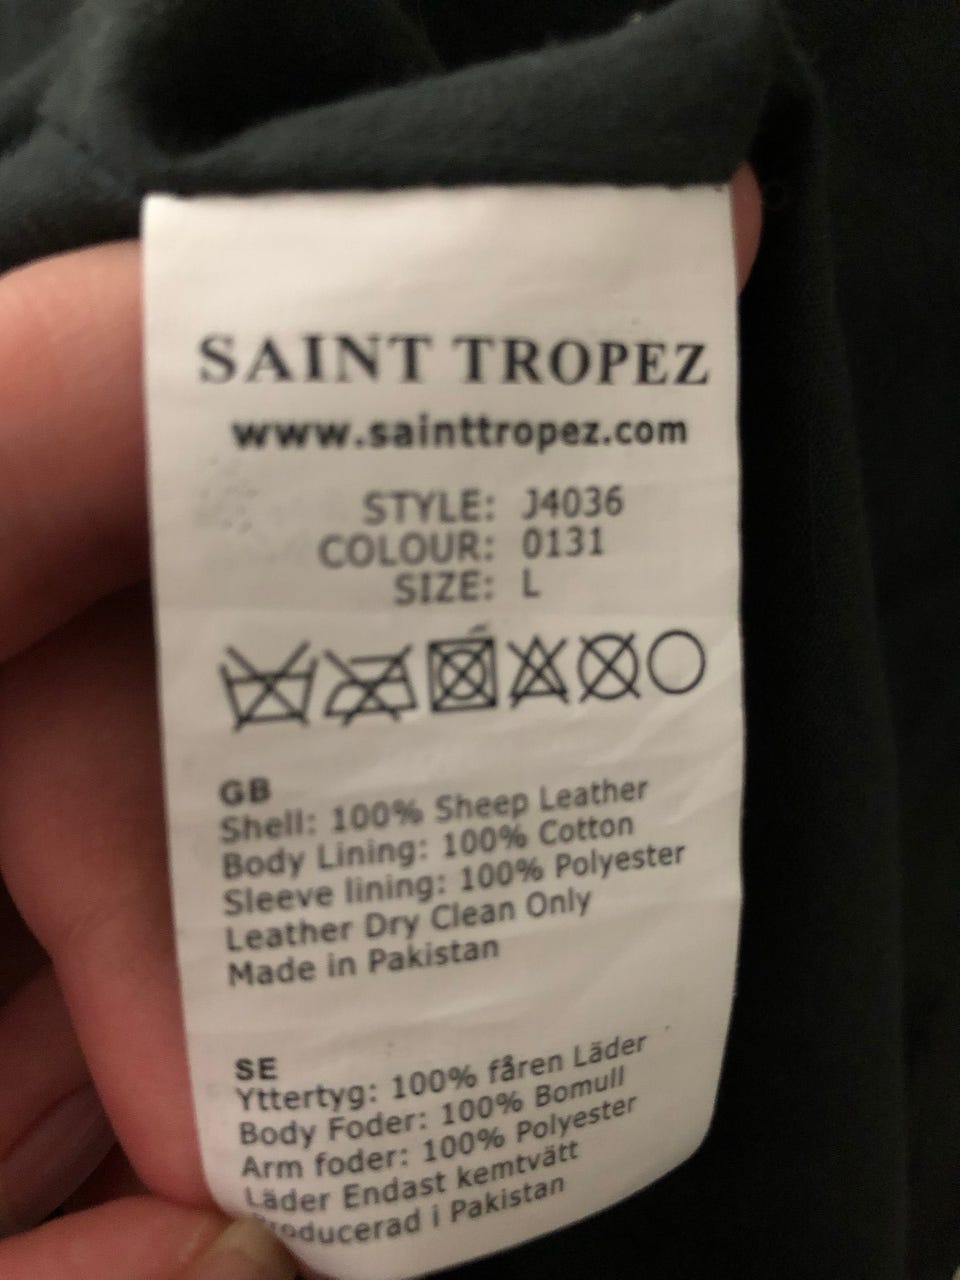 SAINT TROPEZ
www.sainttropez.com
STYLE: J4036
COLOUR: 0131
SIZE: L
GB
Shell: 100% Sheep Leather
Body Lining: 100% Cotton
Sleeve lining: 100% Polyester
Leather Dry Clean Only
Made in Pakistan
SE
Yttertyg: 100% fåren Läder
Body Foder: 100% Bomull
Arm foder: 100% Polyester
Läder Endast kemtvätt
Producerad i Pakistan